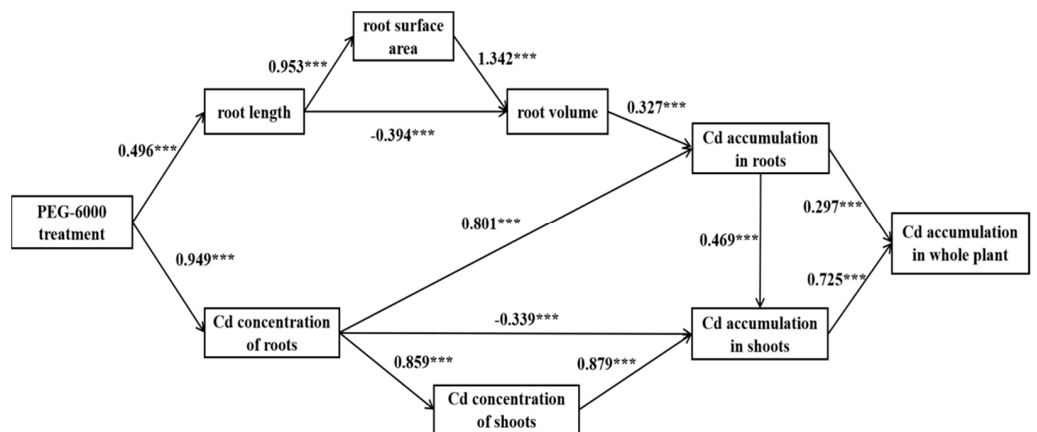 root surface
area
0.953***
1.342***
root length
root volume
0.327***
-0.394***
0.496***
Cd accumulation
in roots
PEG-6000
treatment
0.801***
0.297***
0.469***
Cd accumulation
in whole plant
0.949***
0.725***
Cd concentration
of roots
-0.339***
Cd accumulation
in shoots
0.859***
0.879***
Cd concentration
of shoots